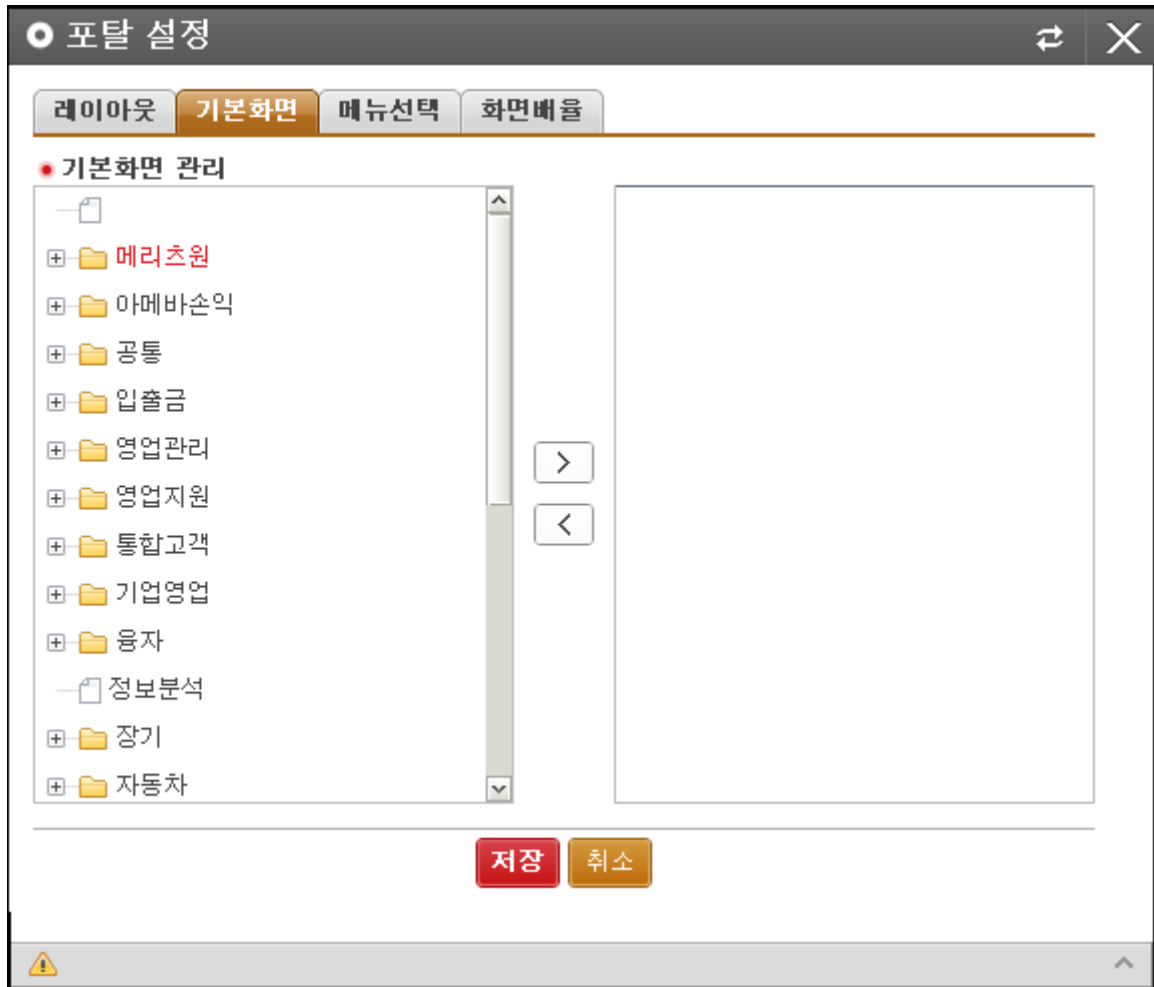 포탈 설정
레이아웃 기본화면 메뉴선택 화면배율
기본화면 관리
메리츠원
아메바손익
공통
입출금
영업관리
영업지원
통합고객
기업영업
융자
정보분석
장기
자동차
저장 취소